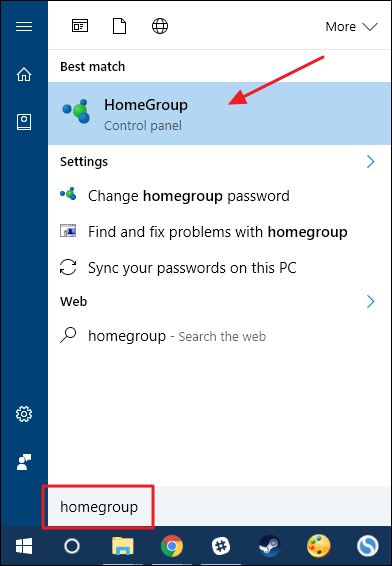 More
Best match
HomeGroup
Control panel
Settings
Change homegroup password
Find and fix problems with homegroup
Sync your passwords on this PC
Web
homegroup - Search the web
homegroup